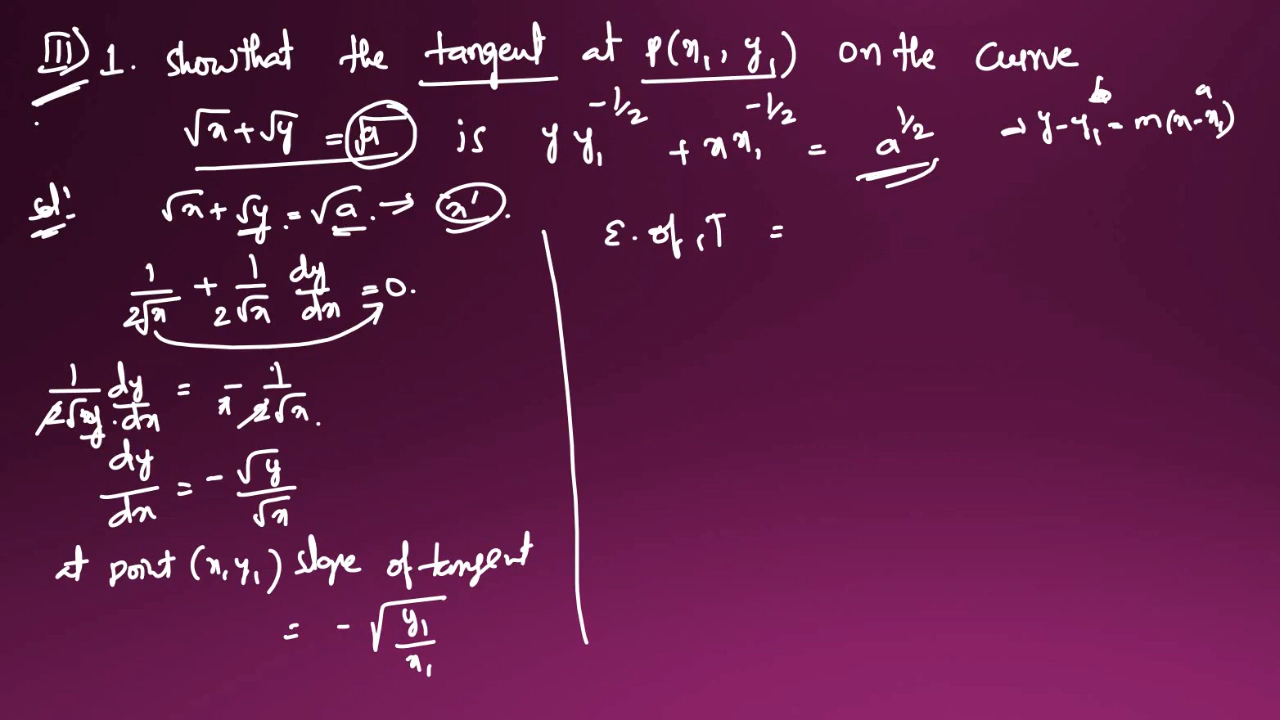 III) 1. show that the tangent at P(x₁, y₁) on the curve
√x + √y = √a is y y₁^(-1/2) + x x₁^(-1/2) = a^(1/2)
→ y - y₁ = m(x - x₁)
b a
sol:
√x + √y = √a. → x'.
1/(2√x) + 1/(2√x) dy/dx = 0.
1/(2√y) . dy/dx = - 1/(2√x).
dy/dx = - √y/√x
at point (x₁ y₁) slope of tangent
= - √(y₁/x₁)
E. of, T =